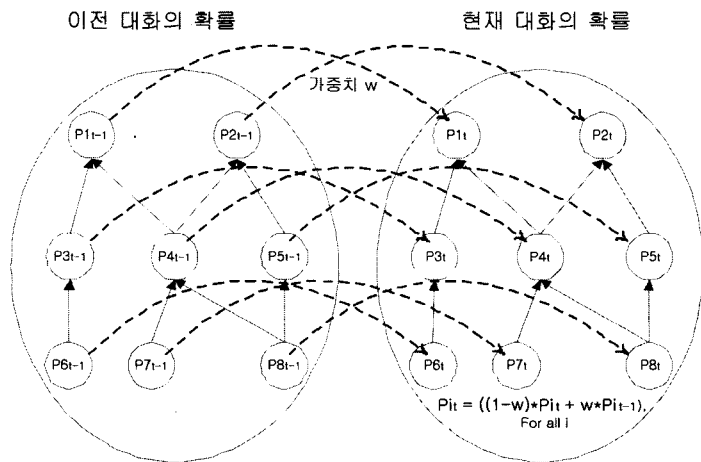 이전 대화의 확률
현재 대화의 확률
가중치 w
P1t-1
P2t-1
P1t
P2t
P3t-1
P4t-1
P5t-1
P3t
P4t
P5t
P6t-1
P7t-1
P8t-1
P6t
P7t
P8t
Pit = ((1-w)*Pit + w*Pit-1),
For all i